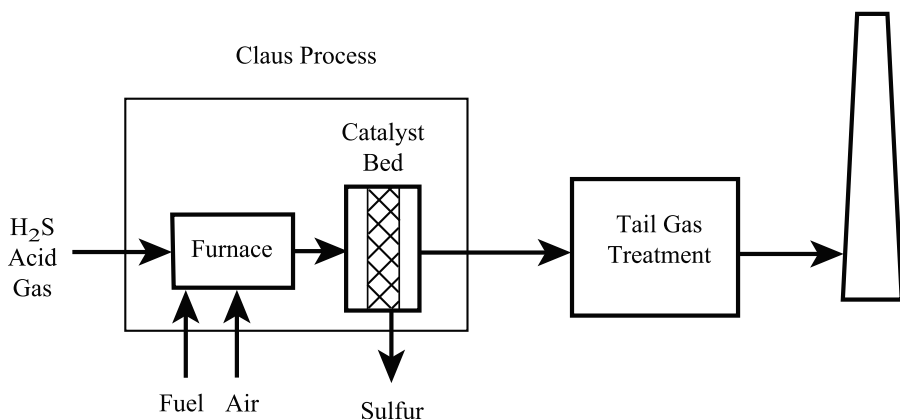 Claus Process
Catalyst
Bed
H₂S
Acid
Gas
Furnace
Tail Gas
Treatment
Fuel
Air
Sulfur